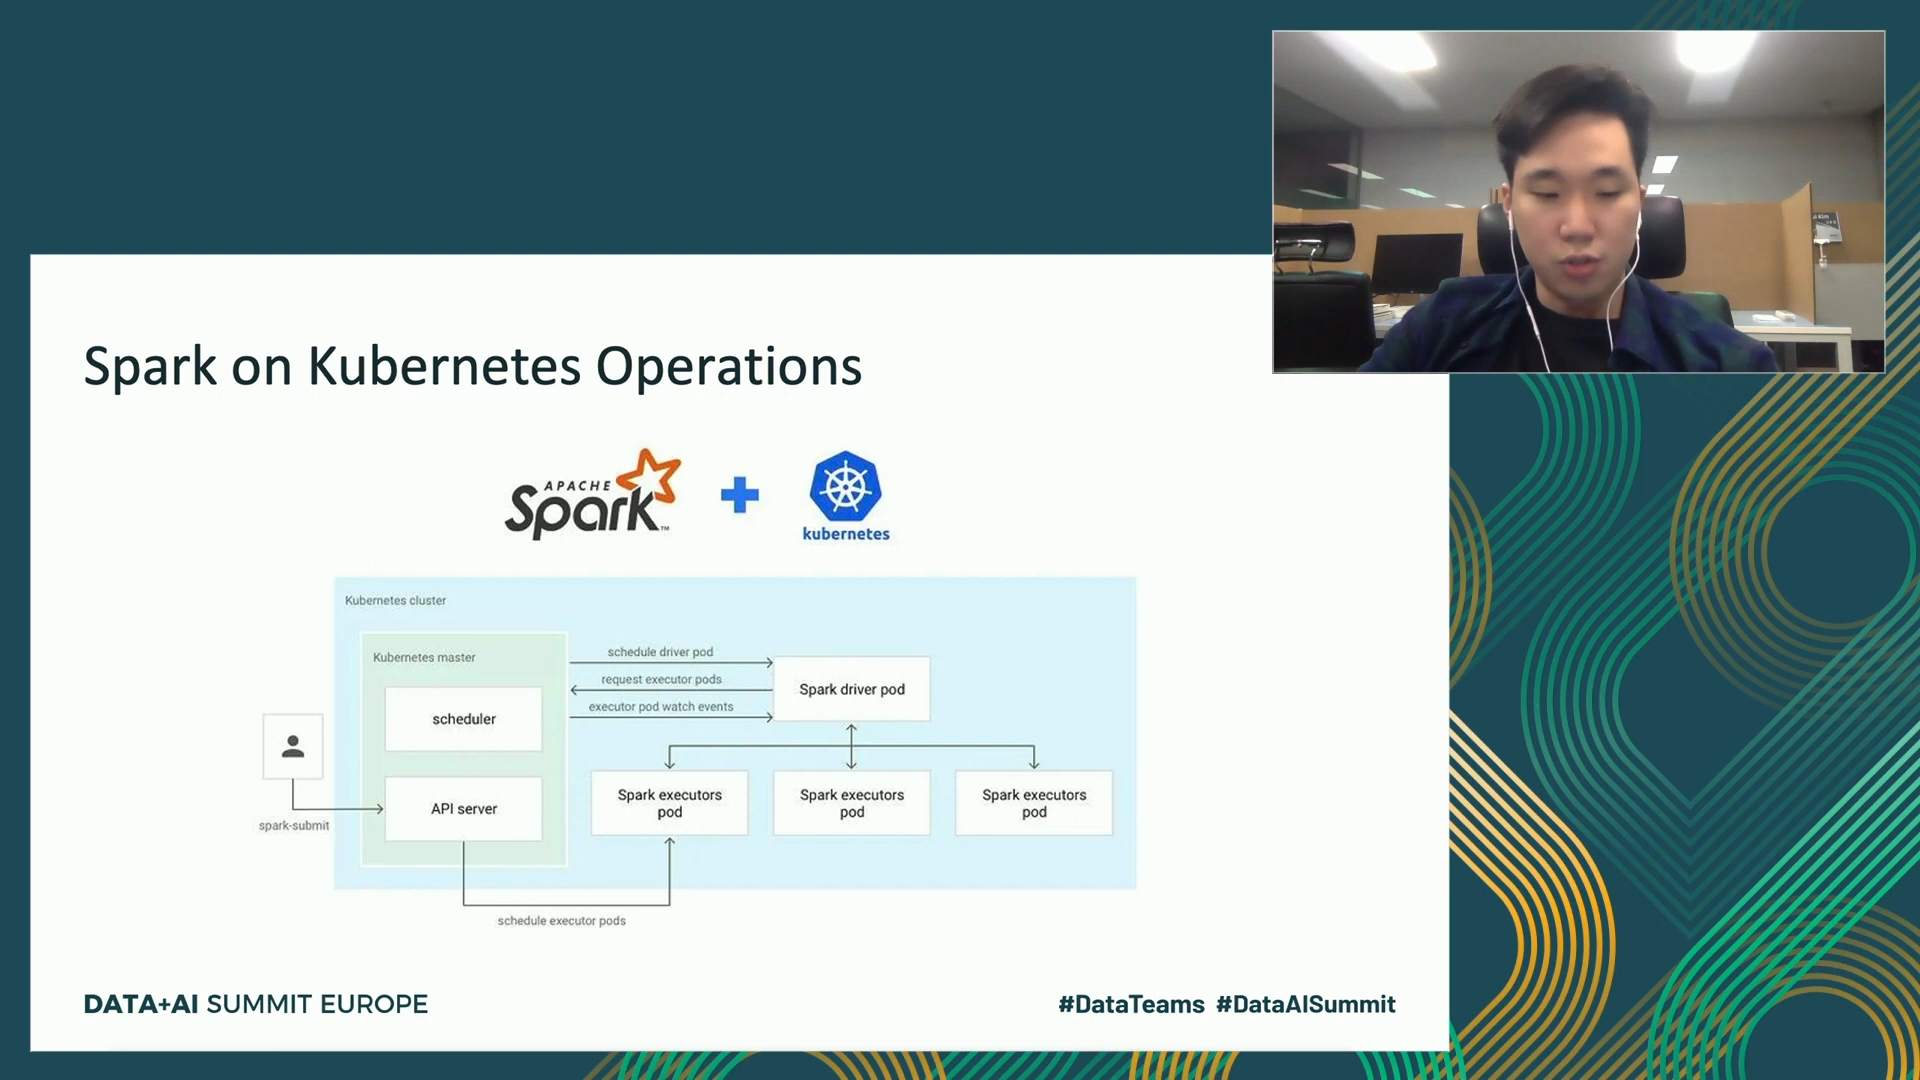 Spark on Kubernetes Operations
APACHE
Spark
TM
kubernetes
Kubernetes cluster
Kubernetes master
scheduler
API server
spark-submit
schedule driver pod
request executor pods
executor pod watch events
Spark driver pod
Spark executors
pod
Spark executors
pod
Spark executors
pod
schedule executor pods
DATA+AI SUMMIT EUROPE
#DataTeams #DataAISummit